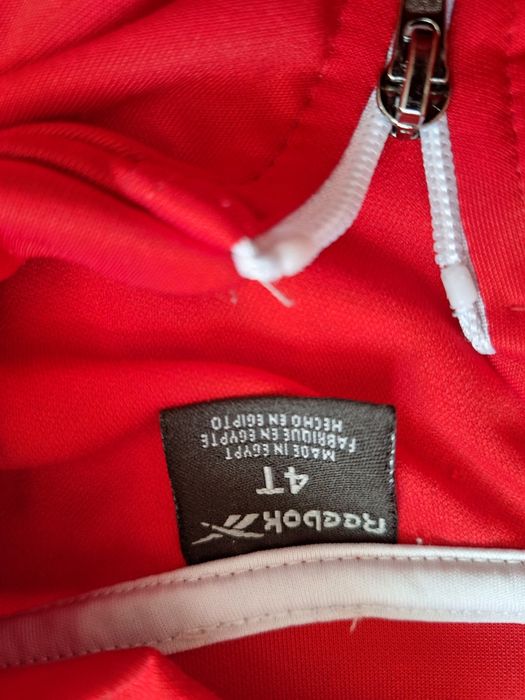 Reebok
4T
MADE IN EGYPT
FABRIQUE EN EGYPTE
HECHO EN EGIPTO